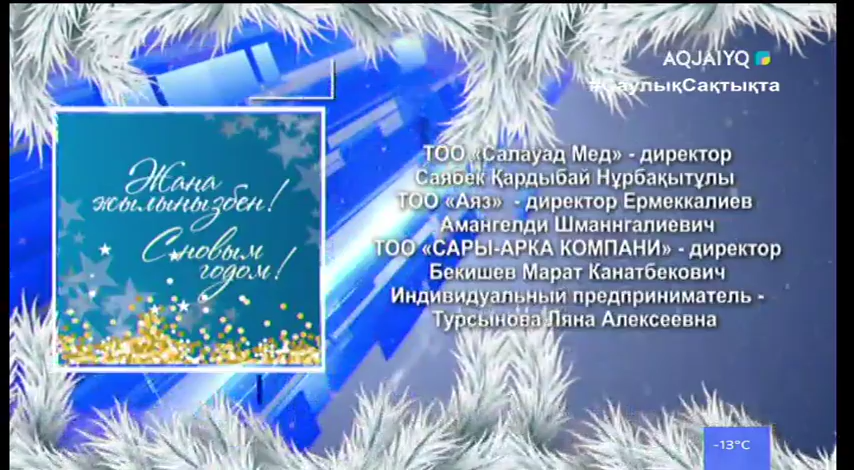 AQJAIYQ
#СаулықСақтықта
Жаңа
жылыңызбен!
С новым
годом!
ТОО «Салауад Мед» - директор
Саябек Қардыбай Нұрбақытұлы
ТОО «Аяз» - директор Ермеккалиев
Амангелди Шманнгалиевич
ТОО «САРЫ-АРКА КОМПАНИ» - директор
Бекишев Марат Канатбекович
Индивидуальный предприниматель -
Турсынова Ляна Алексеевна
-13°C